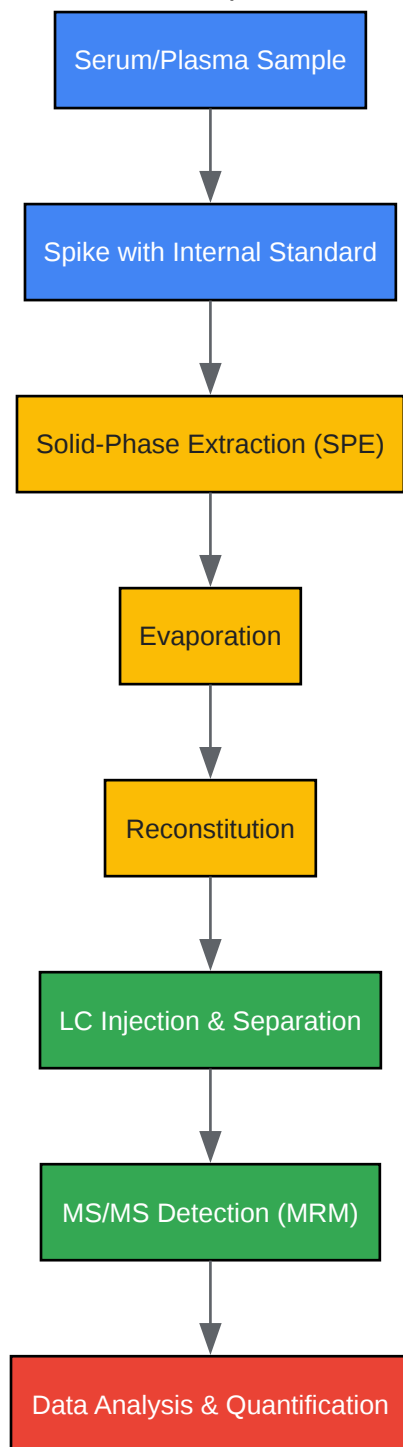 Serum/Plasma Sample
Spike with Internal Standard
Solid-Phase Extraction (SPE)
Evaporation
Reconstitution
LC Injection & Separation
MS/MS Detection (MRM)
Data Analysis & Quantification